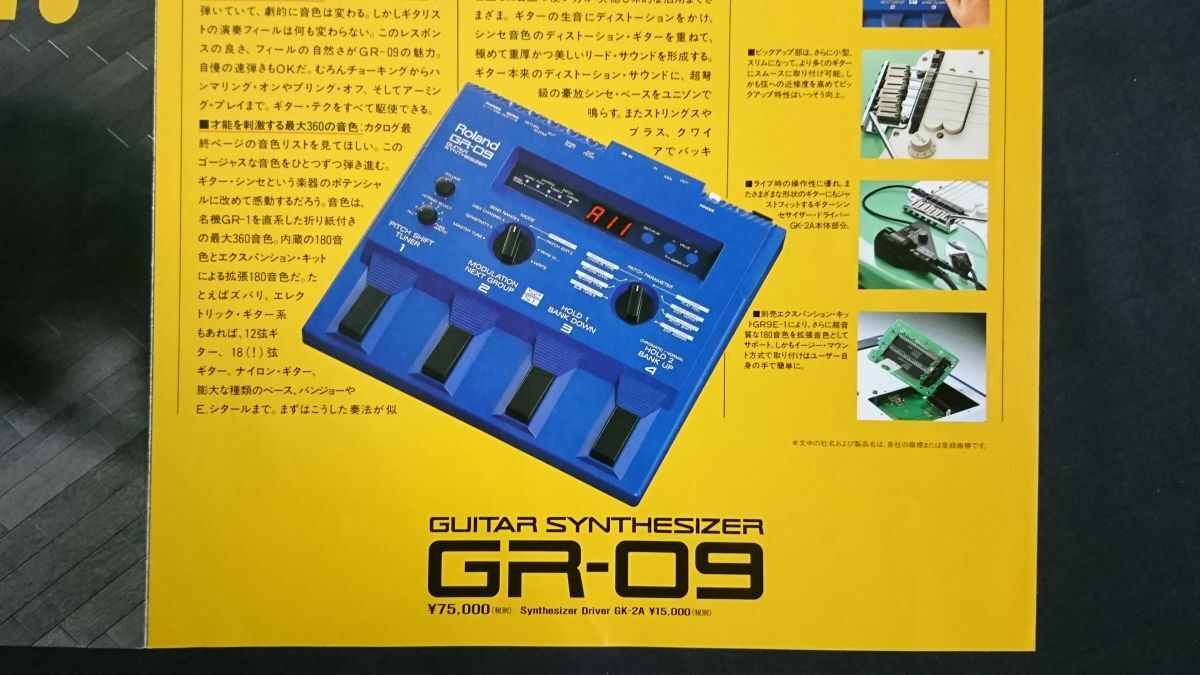 弾いていて、劇的に音色は変わる。しかしギタリス
トの演奏フィールは何も変わらない。このレスポン
スの良さ、フィールの自然さがGR-09の魅力。
自慢の速弾きもOKだ。むろんチョーキングからハ
ンマリング・オンやプリング・オフ、そしてアーミン
グ・プレイまで。ギター・テクをすべて駆使できる。
■才能を刺激する最大360の音色：カタログ最
終ページの音色リストを見てほしい。この
ゴージャスな音色をひとつずつ弾き進む。
ギター・シンセという楽器のポテンシャ
ルに改めて感動するだろう。音色は、
名機GR-1を直系した折り紙付き
の最大360音色。内蔵の180音
色とエクスパンション・キット
による拡張180音色だ。た
とえばズバリ、エレク
トリック・ギター系
もあれば、12弦ギ
ター、18(！)弦
ギター、ナイロン・ギター、
膨大な種類のベース、バンジョーや
E.シタールまで。まずはこうした奏法が似
まざま。ギターの生音にディストーションをかけ、
シンセ音色のディストーション・ギターを重ねて、
極めて重厚かつ美しいリード・サウンドを形成する。
ギター本来のディストーション・サウンドに、超弩
級の豪放シンセ・ベースをユニゾンで
鳴らす。またストリングスや
ブラス、クワイ
アでバッキ
Roland
GR-09
GUITAR
SYNTHESIZER
A11
PITCH SHIFT
TUNER
1
MODULATION
NEXT GROUP
2
HOLD 1
BANK DOWN
3
HOLD 2
BANK UP
4
MODE
BEND RANGE
MIDI CHANNEL
SENSITIVITY
MASTER TUNE
PATCH EDIT
WRITE
PATCH PARAMETER
CHROMATIC / NORMAL
VALUE
■ピックアップ部は、さらに小型、
スリムになって、より多くのギター
にスムースに取り付け可能。し
かも弦への近接度を高めてピッ
クアップ特性はいっそう向上。
■ライブ時の操作性に優れ、ま
たさまざまな形状のギターにもジャ
ストフィットするギターシン
セサイザー・ドライバー
GK-2A本体部分。
■別売エクスパンション・キッ
トGR9E-1により、さらに超音
質な180音色を拡張音色として
サポート。しかもイージー・マウン
ト方式で取り付けはユーザー自
身の手で簡単に。
※文中の社名および製品名は、各社の商標または登録商標です。
GUITAR SYNTHESIZER
GR-09
¥75,000(税別) Synthesizer Driver GK-2A ¥15,000(税別)